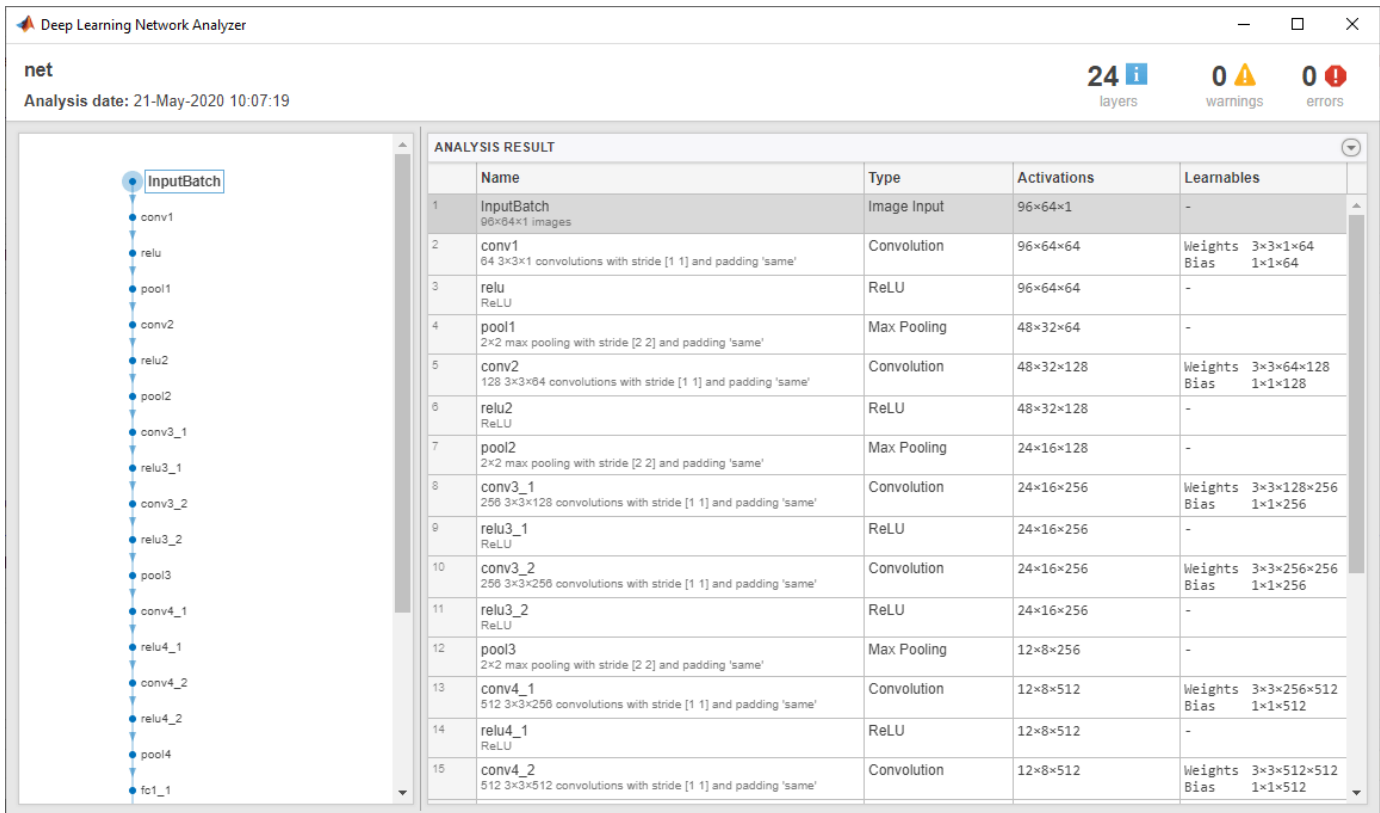 Deep Learning Network Analyzer
net
Analysis date: 21-May-2020 10:07:19
24 i
layers
0
warnings
0
errors
InputBatch
conv1
relu
pool1
conv2
relu2
pool2
conv3_1
relu3_1
conv3_2
relu3_2
pool3
conv4_1
relu4_1
conv4_2
relu4_2
pool4
fc1_1
ANALYSIS RESULT
Name Type Activations Learnables
1 InputBatch Image Input 96×64×1 -
96×64×1 images
2 conv1 Convolution 96×64×64 Weights 3×3×1×64
64 3×3×1 convolutions with stride [1 1] and padding 'same' Bias 1×1×64
3 relu ReLU 96×64×64 -
ReLU
4 pool1 Max Pooling 48×32×64 -
2×2 max pooling with stride [2 2] and padding 'same'
5 conv2 Convolution 48×32×128 Weights 3×3×64×128
128 3×3×64 convolutions with stride [1 1] and padding 'same' Bias 1×1×128
6 relu2 ReLU 48×32×128 -
ReLU
7 pool2 Max Pooling 24×16×128 -
2×2 max pooling with stride [2 2] and padding 'same'
8 conv3_1 Convolution 24×16×256 Weights 3×3×128×256
256 3×3×128 convolutions with stride [1 1] and padding 'same' Bias 1×1×256
9 relu3_1 ReLU 24×16×256 -
ReLU
10 conv3_2 Convolution 24×16×256 Weights 3×3×256×256
256 3×3×256 convolutions with stride [1 1] and padding 'same' Bias 1×1×256
11 relu3_2 ReLU 24×16×256 -
ReLU
12 pool3 Max Pooling 12×8×256 -
2×2 max pooling with stride [2 2] and padding 'same'
13 conv4_1 Convolution 12×8×512 Weights 3×3×256×512
512 3×3×256 convolutions with stride [1 1] and padding 'same' Bias 1×1×512
14 relu4_1 ReLU 12×8×512 -
ReLU
15 conv4_2 Convolution 12×8×512 Weights 3×3×512×512
512 3×3×512 convolutions with stride [1 1] and padding 'same' Bias 1×1×512